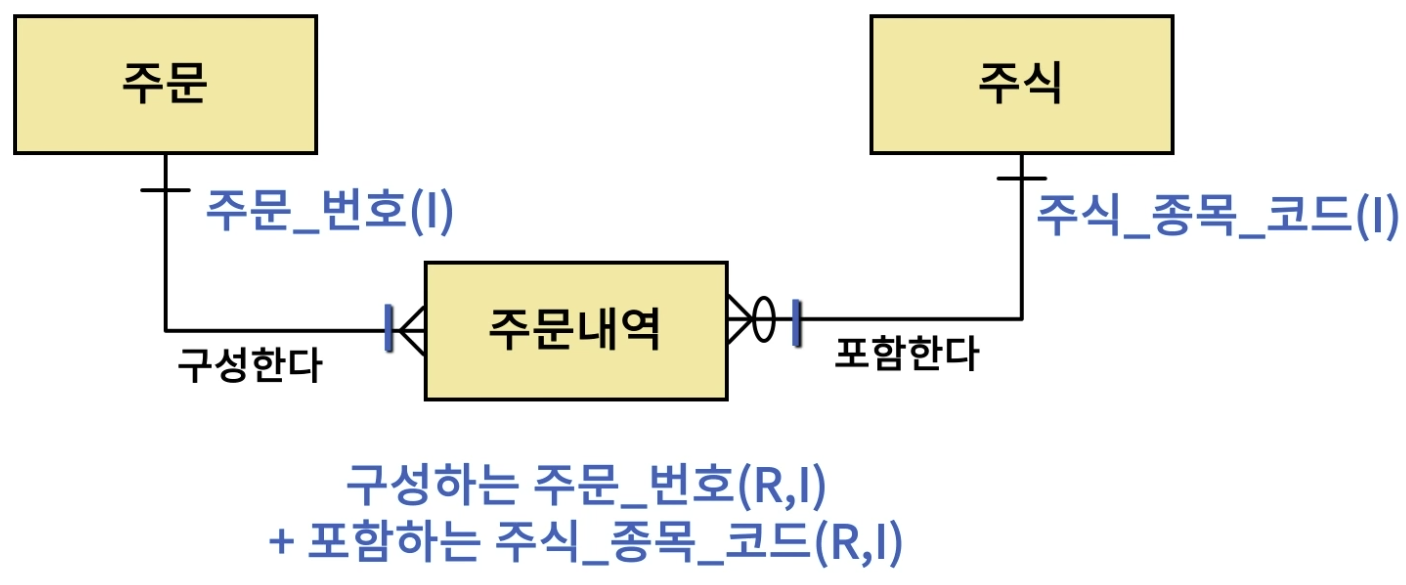 주문
주식
주문_번호(I)
주식_종목_코드(I)
주문내역
구성한다
포함한다
구성하는 주문_번호(R,I)
+ 포함하는 주식_종목_코드(R,I)